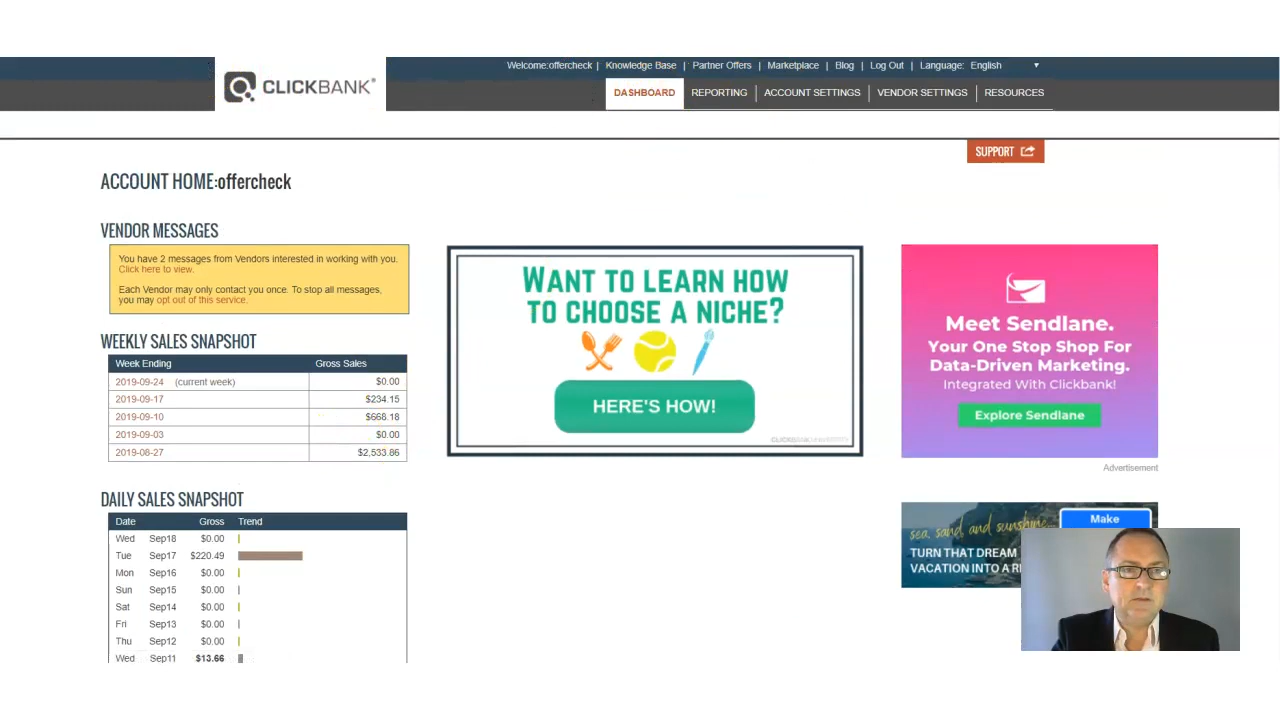 Welcome:offercheck | Knowledge Base | Partner Offers | Marketplace | Blog | Log Out | Language: English
CLICKBANK®
DASHBOARD REPORTING ACCOUNT SETTINGS VENDOR SETTINGS RESOURCES
SUPPORT
ACCOUNT HOME:offercheck
VENDOR MESSAGES
You have 2 messages from Vendors interested in working with you.
Click here to view.
Each Vendor may only contact you once. To stop all messages,
you may opt out of this service.
WEEKLY SALES SNAPSHOT
Week Ending Gross Sales
2019-09-24 (current week) $0.00
2019-09-17 $234.15
2019-09-10 $668.18
2019-09-03 $0.00
2019-08-27 $2,533.86
DAILY SALES SNAPSHOT
Date Gross Trend
Wed Sep18 $0.00
Tue Sep17 $220.49
Mon Sep16 $0.00
Sun Sep15 $0.00
Sat Sep14 $0.00
Fri Sep13 $0.00
Thu Sep12 $0.00
Wed Sep11 $13.66
WANT TO LEARN HOW
TO CHOOSE A NICHE?
HERE'S HOW!
CLICKBANK UNIVERSITY
Meet Sendlane.
Your One Stop Shop For
Data-Driven Marketing.
Integrated With Clickbank!
Explore Sendlane
Advertisement
sea, sand, and sunshine...
Make
TURN THAT DREAM
VACATION INTO A